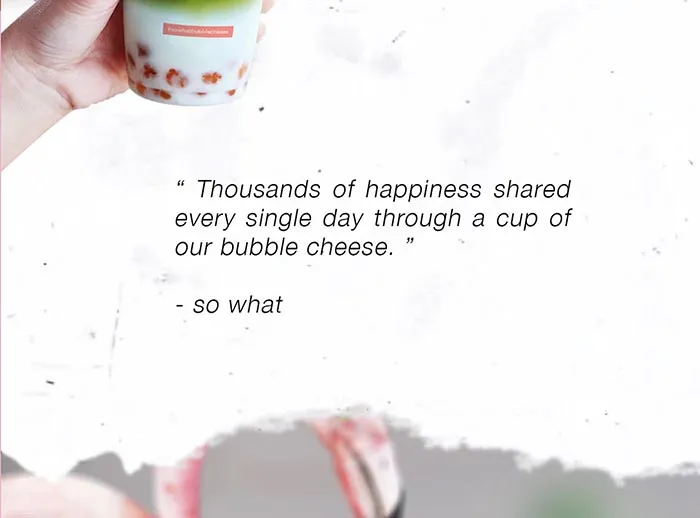 “ Thousands of happiness shared
every single day through a cup of
our bubble cheese. ”
- so what